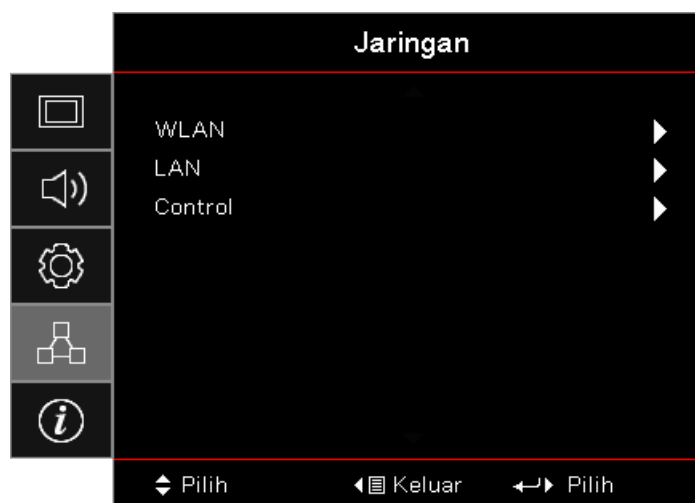 Jaringan
WLAN
LAN
Control
Pilih Keluar Pilih